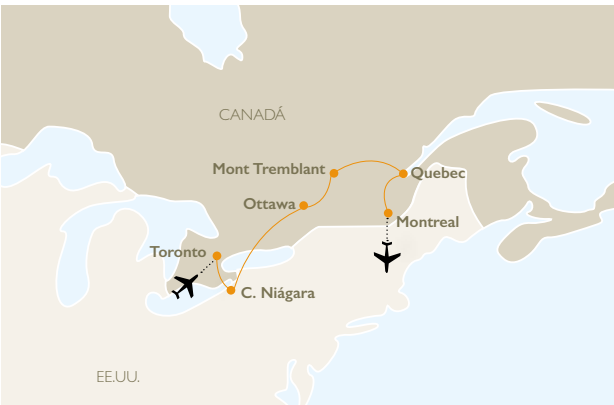 CANADÁ
Mont Tremblant
Quebec
Ottawa
Montreal
Toronto
C. Niágara
EE.UU.